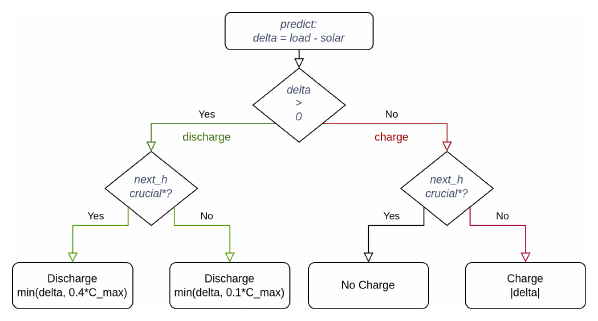 predict:
delta = load - solar
delta
>
0
Yes
No
discharge
charge
next_h
crucial*?
next_h
crucial*?
Yes
No
Yes
No
Discharge
min(delta, 0.4*C_max)
Discharge
min(delta, 0.1*C_max)
No Charge
Charge
|delta|